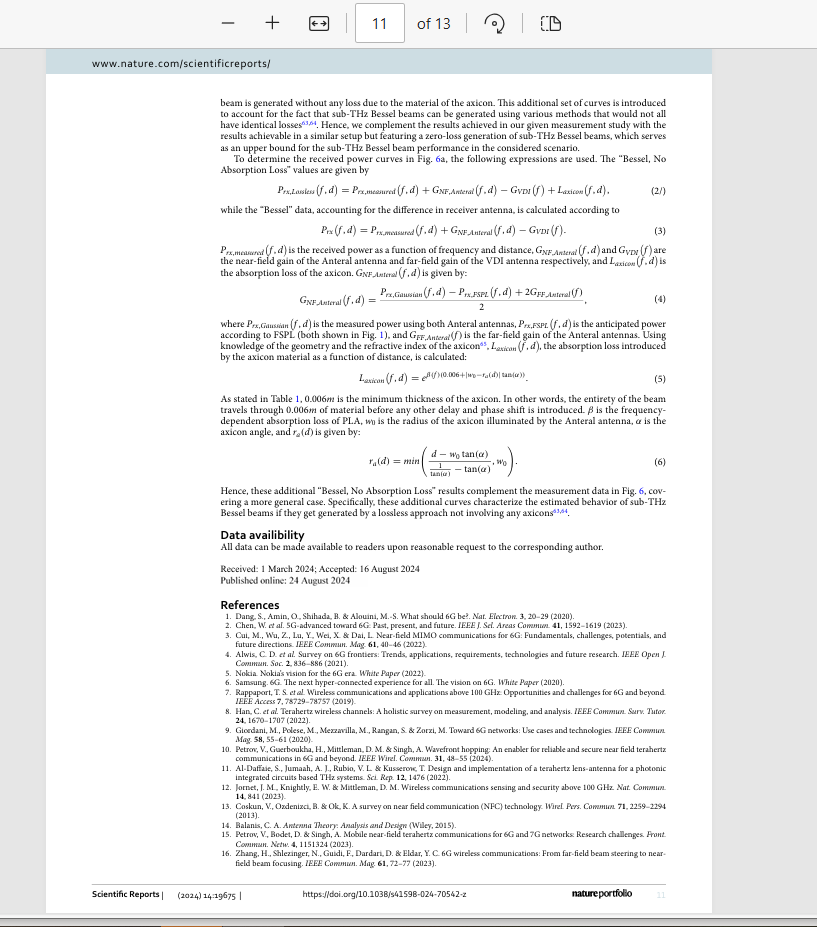 11 of 13
www.nature.com/scientificreports/
beam is generated without any loss due to the material of the axicon. This additional set of curves is introduced
to account for the fact that sub-THz Bessel beams can be generated using various methods that would not all
have identical losses63,64. Hence, we complement the results achieved in our given measurement study with the
results achievable in a similar setup but featuring a zero-loss generation of sub-THz Bessel beams, which serves
as an upper bound for the sub-THz Bessel beam performance in the considered scenario.
To determine the received power curves in Fig. 6a, the following expressions are used. The “Bessel, No
Absorption Loss” values are given by
P_{rx,Lossless}(f, d) = P_{rx,measured}(f, d) + G_{NF,Anteral}(f, d) − G_{VDI}(f) + L_{axicon}(f, d), (2/)
while the “Bessel” data, accounting for the difference in receiver antenna, is calculated according to
P_{rx}(f, d) = P_{rx,measured}(f, d) + G_{NF,Anteral}(f, d) − G_{VDI}(f). (3)
P_{rx,measured}(f, d) is the received power as a function of frequency and distance, G_{NF,Anteral}(f, d) and G_{VDI}(f) are
the near-field gain of the Anteral antenna and far-field gain of the VDI antenna respectively, and L_{axicon}(f, d) is
the absorption loss of the axicon. G_{NF,Anteral}(f, d) is given by:
G_{NF,Anteral}(f, d) = (P_{rx,Gaussian}(f, d) − P_{rx,FSPL}(f, d) + 2G_{FF,Anteral}(f)) / 2, (4)
where P_{rx,Gaussian}(f, d) is the measured power using both Anteral antennas, P_{rx,FSPL}(f, d) is the anticipated power
according to FSPL (both shown in Fig. 1), and G_{FF,Anteral}(f) is the far-field gain of the Anteral antennas. Using
knowledge of the geometry and the refractive index of the axicon65, L_{axicon}(f, d), the absorption loss introduced
by the axicon material as a function of distance, is calculated:
L_{axicon}(f, d) = e^{β(f)(0.006+|w_0−r_a(d)| tan(α))}. (5)
As stated in Table 1, 0.006m is the minimum thickness of the axicon. In other words, the entirety of the beam
travels through 0.006m of material before any other delay and phase shift is introduced. β is the frequency-
dependent absorption loss of PLA, w_0 is the radius of the axicon illuminated by the Anteral antenna, α is the
axicon angle, and r_a(d) is given by:
r_a(d) = min((d − w_0 tan(α)) / (1/tan(α) − tan(α)), w_0). (6)
Hence, these additional “Bessel, No Absorption Loss” results complement the measurement data in Fig. 6, cov-
ering a more general case. Specifically, these additional curves characterize the estimated behavior of sub-THz
Bessel beams if they get generated by a lossless approach not involving any axicons63,64.
Data availibility
All data can be made available to readers upon reasonable request to the corresponding author.
Received: 1 March 2024; Accepted: 16 August 2024
Published online: 24 August 2024
References
1. Dang, S., Amin, O., Shihada, B. & Alouini, M.-S. What should 6G be?. Nat. Electron. 3, 20–29 (2020).
2. Chen, W. et al. 5G-advanced toward 6G: Past, present, and future. IEEE J. Sel. Areas Commun. 41, 1592–1619 (2023).
3. Cui, M., Wu, Z., Lu, Y., Wei, X. & Dai, L. Near-field MIMO communications for 6G: Fundamentals, challenges, potentials, and
future directions. IEEE Commun. Mag. 61, 40–46 (2022).
4. Alwis, C. D. et al. Survey on 6G frontiers: Trends, applications, requirements, technologies and future research. IEEE Open J.
Commun. Soc. 2, 836–886 (2021).
5. Nokia. Nokia’s vision for the 6G era. White Paper (2022).
6. Samsung. 6G. The next hyper-connected experience for all. The vision on 6G. White Paper (2020).
7. Rappaport, T. S. et al. Wireless communications and applications above 100 GHz: Opportunities and challenges for 6G and beyond.
IEEE Access 7, 78729–78757 (2019).
8. Han, C. et al. Terahertz wireless channels: A holistic survey on measurement, modeling, and analysis. IEEE Commun. Surv. Tutor.
24, 1670–1707 (2022).
9. Giordani, M., Polese, M., Mezzavilla, M., Rangan, S. & Zorzi, M. Toward 6G networks: Use cases and technologies. IEEE Commun.
Mag. 58, 55–61 (2020).
10. Petrov, V., Guerboukha, H., Mittleman, D. M. & Singh, A. Wavefront hopping: An enabler for reliable and secure near field terahertz
communications in 6G and beyond. IEEE Wirel. Commun. 31, 48–55 (2024).
11. Al-Daffaie, S., Jumaah, A. J., Rubio, V. L. & Kusserow, T. Design and implementation of a terahertz lens-antenna for a photonic
integrated circuits based THz systems. Sci. Rep. 12, 1476 (2022).
12. Jornet, J. M., Knightly, E. W. & Mittleman, D. M. Wireless communications sensing and security above 100 GHz. Nat. Commun.
14, 841 (2023).
13. Coskun, V., Ozdenizci, B. & Ok, K. A survey on near field communication (NFC) technology. Wirel. Pers. Commun. 71, 2259–2294
(2013).
14. Balanis, C. A. Antenna Theory: Analysis and Design (Wiley, 2015).
15. Petrov, V., Bodet, D. & Singh, A. Mobile near-field terahertz communications for 6G and 7G networks: Research challenges. Front.
Commun. Netw. 4, 1151324 (2023).
16. Zhang, H., Shlezinger, N., Guidi, F., Dardari, D. & Eldar, Y. C. 6G wireless communications: From far-field beam steering to near-
field beam focusing. IEEE Commun. Mag. 61, 72–77 (2023).
Scientific Reports | (2024) 14:19675 | https://doi.org/10.1038/s41598-024-70542-z natureportfolio 11